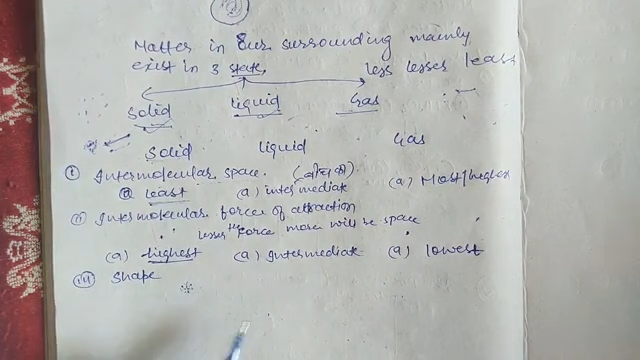 Matter in Our surrounding mainly
exist in 3 state,
less lesser least
Solid liquid Gas
Solid liquid Gas
(i) Intermolecular space.
(a) least (a) intermediate (a) Most/highest
(ii) Intermolecular force of attraction
lesser the force more will be space
(a) highest (a) Intermediate (a) lowest
(iii) Shape